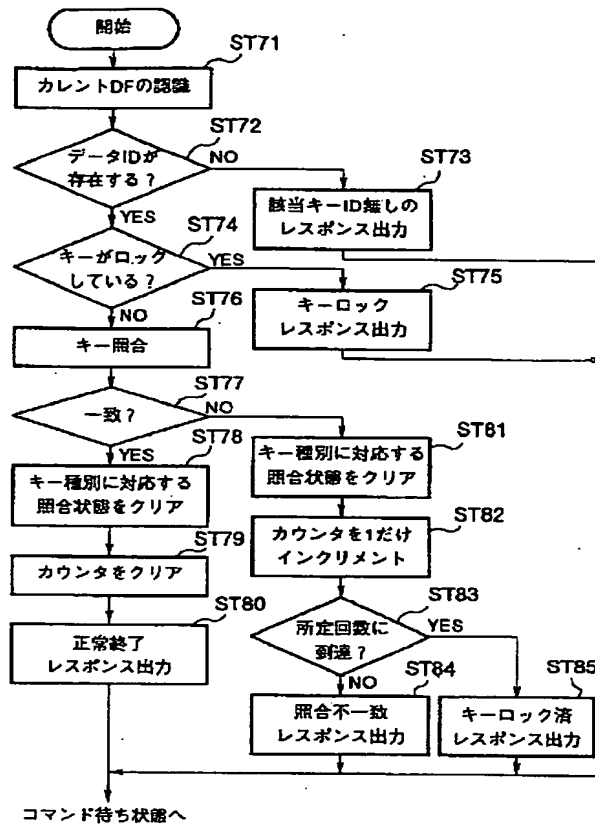 開始
ST71
カレントDFの認識
ST72
データIDが
存在する?
NO
YES
ST73
該当キーID無しの
レスポンス出力
ST74
キーがロック
している?
YES
NO
ST75
キーロック
レスポンス出力
ST76
キー照合
ST77
一致?
NO
YES
ST78
キー種別に対応する
照合状態をクリア
ST81
キー種別に対応する
照合状態をクリア
ST79
カウンタをクリア
ST82
カウンタを1だけ
インクリメント
ST80
正常終了
レスポンス出力
ST83
所定回数に
到達?
YES
NO
ST84
照合不一致
レスポンス出力
ST85
キーロック済
レスポンス出力
コマンド待ち状態へ